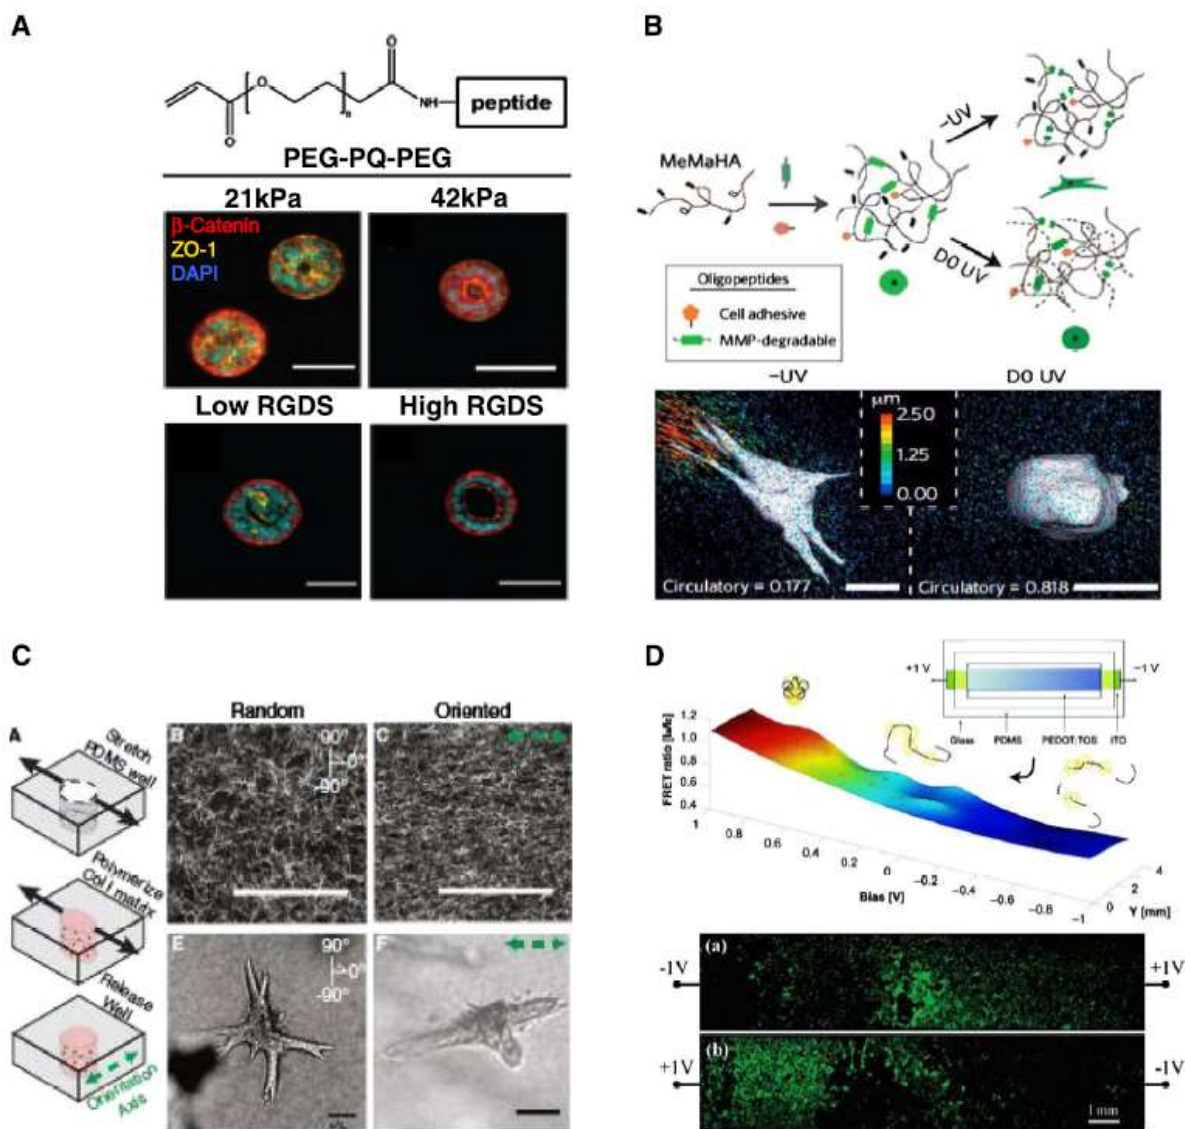 A
O
O
O
n
NH
peptide
PEG-PQ-PEG
21kPa
42kPa
β-Catenin
ZO-1
DAPI
Low RGDS
High RGDS
B
MeMaHA
-UV
D0 UV
Oligopeptides
Cell adhesive
MMP-degradable
-UV
D0 UV
μm
2.50
1.25
0.00
Circulatory = 0.177
Circulatory = 0.818
C
Random
Oriented
A
Stretch
PDMS well
Polymerize
Col I matrix
Release
Well
Orientation
Axis
B
90°
0°
-90°
C
E
90°
0°
-90°
F
D
+1 V
-1 V
Glass
PDMS
PEDOT:TOS
ITO
FRET ratio [Ia/Id]
1.2
1.0
0.8
0.6
0.4
1
0.8
0.6
0.4
0.2
0
-0.2
-0.4
-0.6
-0.8
-1
Bias [V]
0
2
4
Y [mm]
(a)
-1V
+1V
(b)
+1V
-1V
1 mm